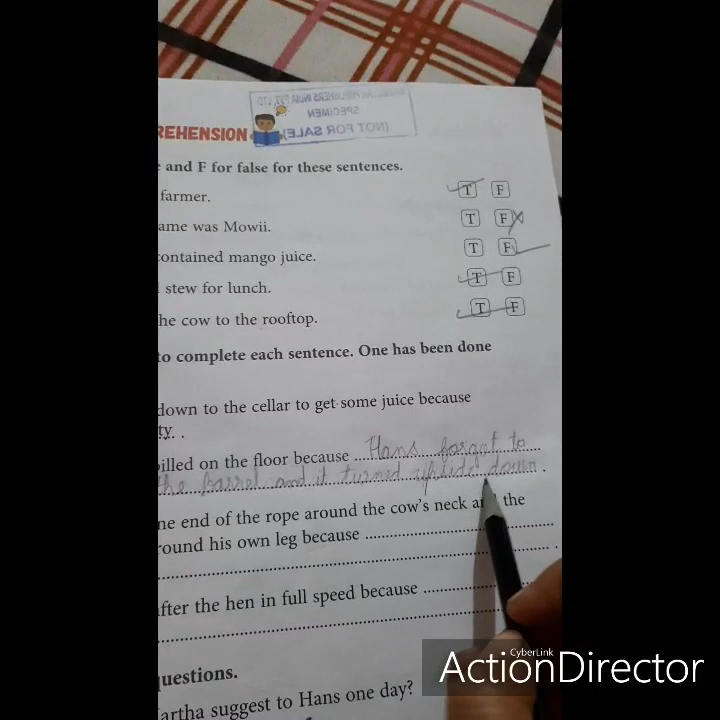 (NOT FOR SALE)
SPECIMEN
REHENSION
and F for false for these sentences.
farmer. T F
ame was Mowii. T F
contained mango juice. T F
stew for lunch. T F
he cow to the rooftop. T F
to complete each sentence. One has been done
down to the cellar to get some juice because
ty. .
illed on the floor because Hans forgot to
the barrel and it turned upside down .
ne end of the rope around the cow's neck and the
round his own leg because
.
fter the hen in full speed because
uestions.
artha suggest to Hans one day?
CyberLink
ActionDirector